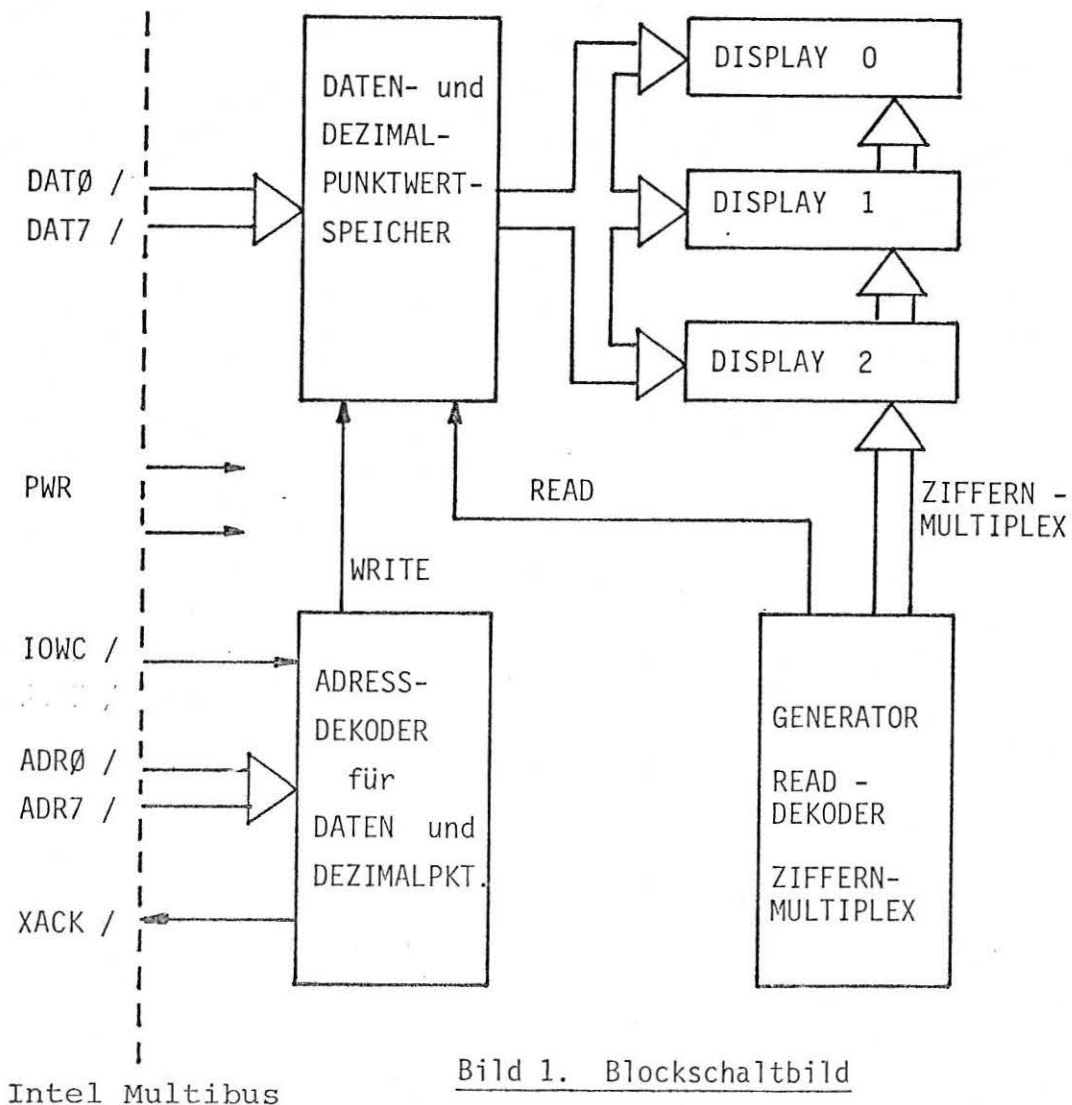 DATEN- und
DEZIMAL-
PUNKTWERT-
SPEICHER
DISPLAY 0
DISPLAY 1
DISPLAY 2
DATØ /
DAT7 /
PWR
READ
ZIFFERN -
MULTIPLEX
WRITE
IOWC /
ADRØ /
ADR7 /
XACK /
ADRESS-
DEKODER
für
DATEN und
DEZIMALPKT.
GENERATOR
READ -
DEKODER
ZIFFERN-
MULTIPLEX
Bild 1. Blockschaltbild
Intel Multibus